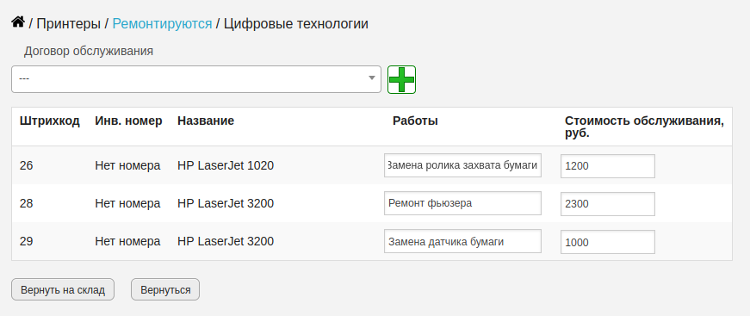 / Принтеры / Ремонтируются / Цифровые технологии
Договор обслуживания
---
Штрихкод Инв. номер Название Работы Стоимость обслуживания, руб.
26 Нет номера HP LaserJet 1020 Замена ролика захвата бумаги 1200
28 Нет номера HP LaserJet 3200 Ремонт фьюзера 2300
29 Нет номера HP LaserJet 3200 Замена датчика бумаги 1000
Вернуть на склад Вернуться